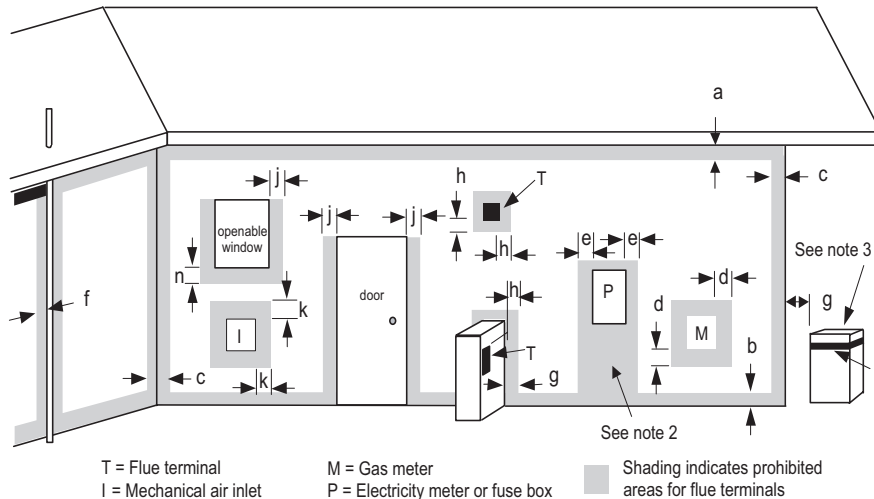 a
c
j
h
T
openable
window
j
j
h
e
e
See note 3
n
f
k
door
P
h
d
d
g
I
M
k
T
b
c
g
See note 2
T = Flue terminal
I = Mechanical air inlet
M = Gas meter
P = Electricity meter or fuse box
Shading indicates prohibited
areas for flue terminals